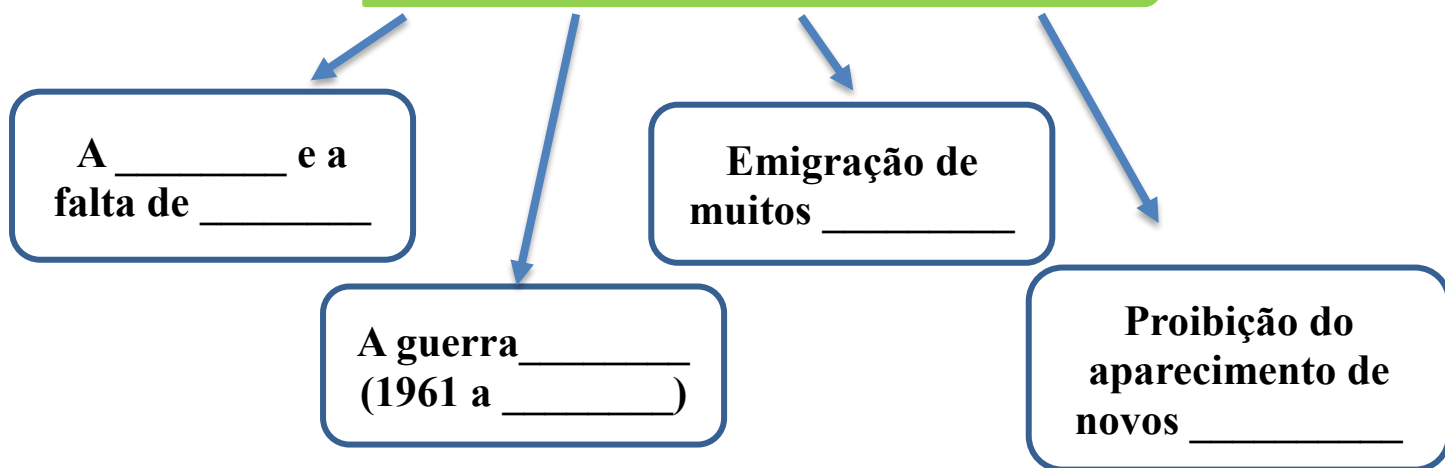 A ________ e a
falta de ________
Emigração de
muitos _________
A guerra________
(1961 a ________)
Proibição do
aparecimento de
novos __________